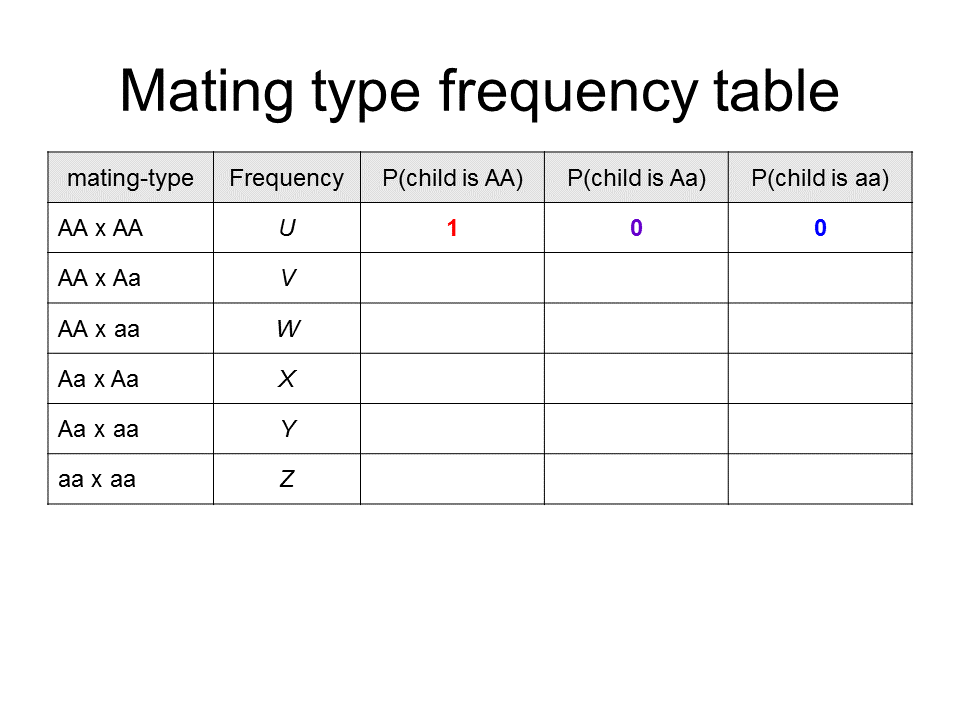 Mating type frequency table
mating-type Frequency P(child is AA) P(child is Aa) P(child is aa)
AA x AA U 1 0 0
AA x Aa V
AA x aa W
Aa x Aa X
Aa x aa Y
aa x aa Z